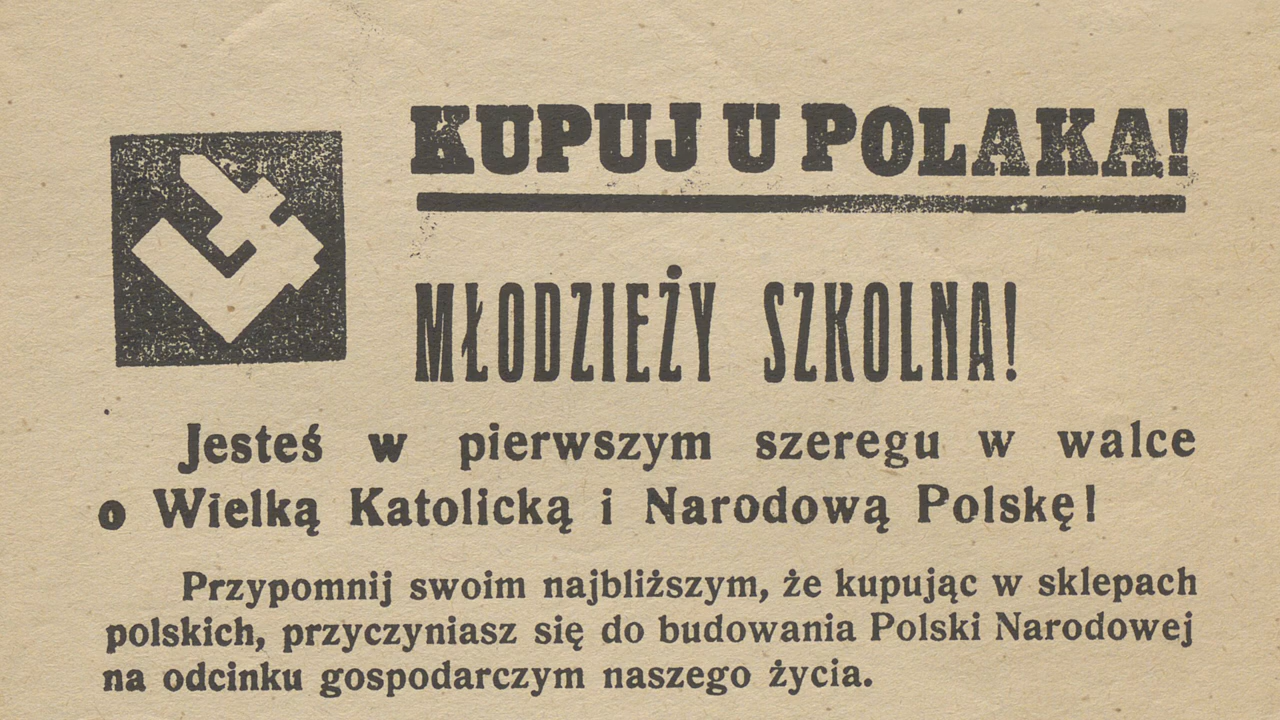 KUPUJ U POLAKA!
MŁODZIEŻY SZKOLNA!
Jesteś w pierwszym szeregu w walce
o Wielką Katolicką i Narodową Polskę!
Przypomnij swoim najbliższym, że kupując w sklepach
polskich, przyczyniasz się do budowania Polski Narodowej
na odcinku gospodarczym naszego życia.